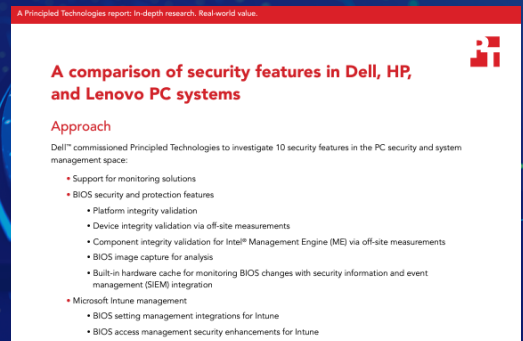 A Principled Technologies report: In-depth research. Real-world value.
PT
A comparison of security features in Dell, HP,
and Lenovo PC systems
Approach
Dell™ commissioned Principled Technologies to investigate 10 security features in the PC security and system
management space:
• Support for monitoring solutions
• BIOS security and protection features
• Platform integrity validation
• Device integrity validation via off-site measurements
• Component integrity validation for Intel® Management Engine (ME) via off-site measurements
• BIOS image capture for analysis
• Built-in hardware cache for monitoring BIOS changes with security information and event
management (SIEM) integration
• Microsoft Intune management
• BIOS setting management integrations for Intune
• BIOS access management security enhancements for Intune